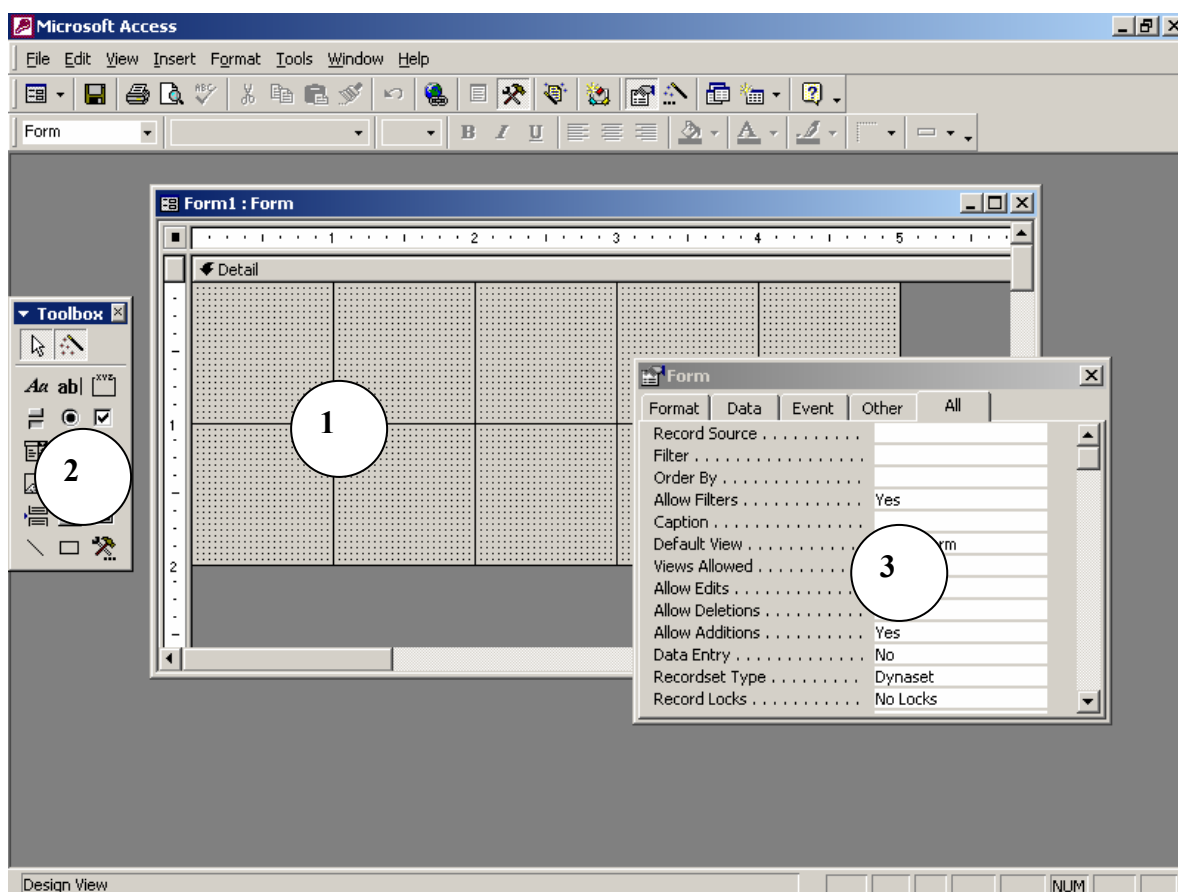 Microsoft Access
File Edit View Insert Format Tools Window Help
ABC
Form
B I U A
Form1 : Form
1 2 3 4 5
Detail
Toolbox
Aa ab| XYZ
1
2
1
2
Form
Format Data Event Other All
Record Source . . . . . . . . . .
Filter . . . . . . . . . . . . . . . . .
Order By . . . . . . . . . . . . . .
Allow Filters . . . . . . . . . . . . Yes
Caption . . . . . . . . . . . . . . .
Default View . . . . . . . . . . .
Views Allowed . . . . . . . . . .
3
Allow Edits . . . . . . . . . . . .
Allow Deletions . . . . . . . . .
Allow Additions . . . . . . . . . . Yes
Data Entry . . . . . . . . . . . . . No
Recordset Type . . . . . . . . . Dynaset
Record Locks . . . . . . . . . . . No Locks
Design View NUM